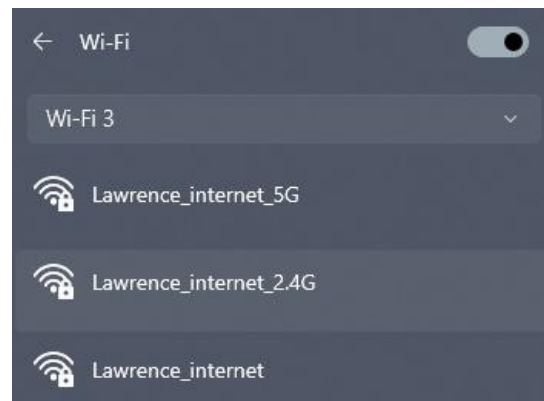 Wi-Fi
Wi-Fi 3
Lawrence_internet_5G
Lawrence_internet_2.4G
Lawrence_internet